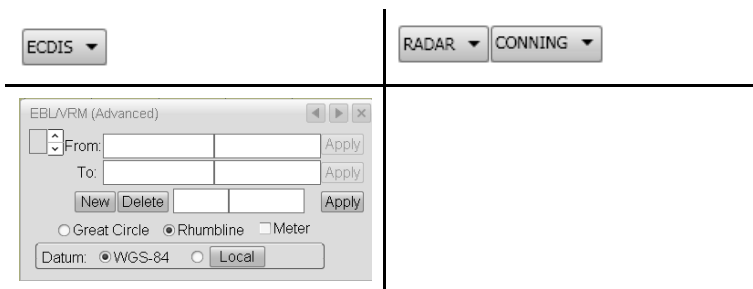 ECDIS
RADAR CONNING
EBL/VRM (Advanced)
From: Apply
To: Apply
New Delete Apply
Great Circle Rhumbline Meter
Datum: WGS-84 Local